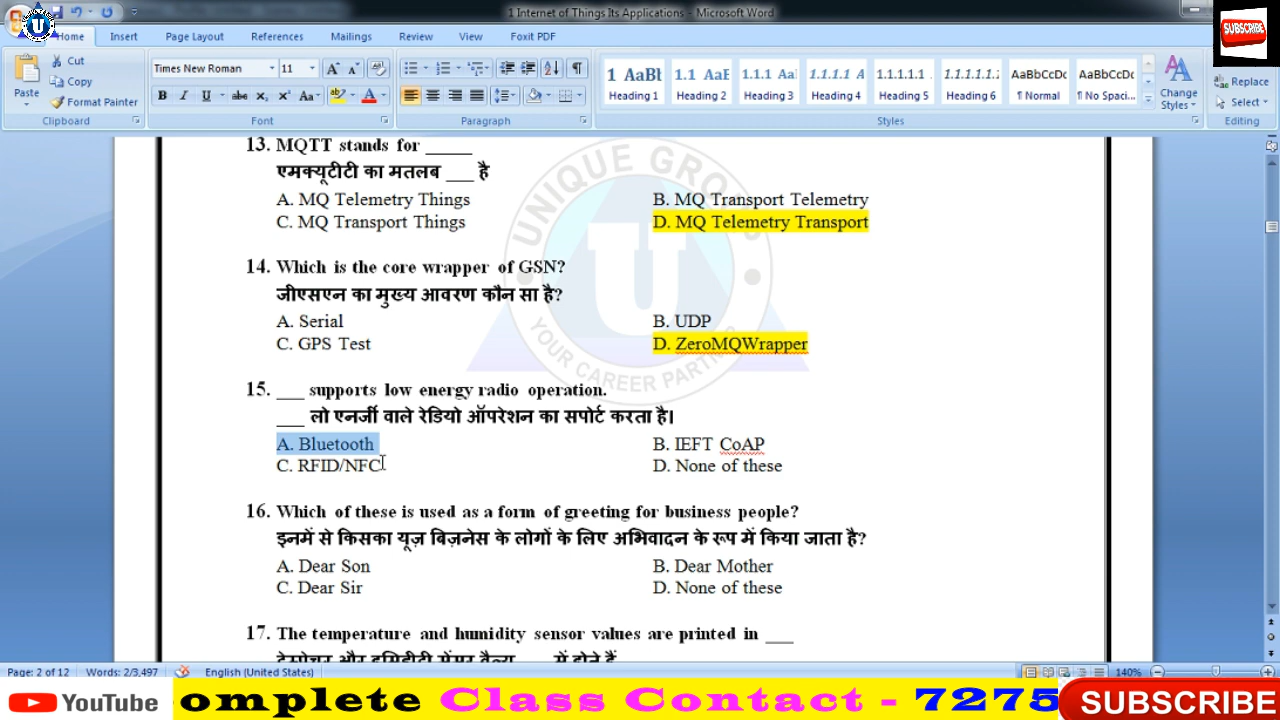 1 Internet of Things Its Applications - Microsoft Word
SUBSCRIBE
Home Insert Page Layout References Mailings Review View Foxit PDF
Paste
Cut
Copy
Format Painter
Times New Roman 11
1 AaBb 1.1 AaB 1.1.1 Aa 1.1.1.1 A 1.1.1.1.1 1.1.1.1.1. AaBbCcDc AaBbCcDc
Heading 1 Heading 2 Heading 3 Heading 4 Heading 5 Heading 6 ¶ Normal ¶ No Spaci...
Change Styles
Replace
Select
Clipboard Font Paragraph Styles Editing
UNIQUE GROUP
YOUR CAREER PARTNER
13. MQTT stands for _____
एमक्यूटीटी का मतलब ___ है
A. MQ Telemetry Things B. MQ Transport Telemetry
C. MQ Transport Things D. MQ Telemetry Transport
14. Which is the core wrapper of GSN?
जीएसएन का मुख्य आवरण कौन सा है?
A. Serial B. UDP
C. GPS Test D. ZeroMQWrapper
15. ___ supports low energy radio operation.
___ लो एनर्जी वाले रेडियो ऑपरेशन का सपोर्ट करता है।
A. Bluetooth B. IEFT CoAP
C. RFID/NFC D. None of these
16. Which of these is used as a form of greeting for business people?
इनमें से किसका यूज़ बिज़नेस के लोगों के लिए अभिवादन के रूप में किया जाता है?
A. Dear Son B. Dear Mother
C. Dear Sir D. None of these
17. The temperature and humidity sensor values are printed in ___
Page: 2 of 12 Words: 2/3,497 English (United States) 140%
YouTube omplete Class Contact - 7275 SUBSCRIBE